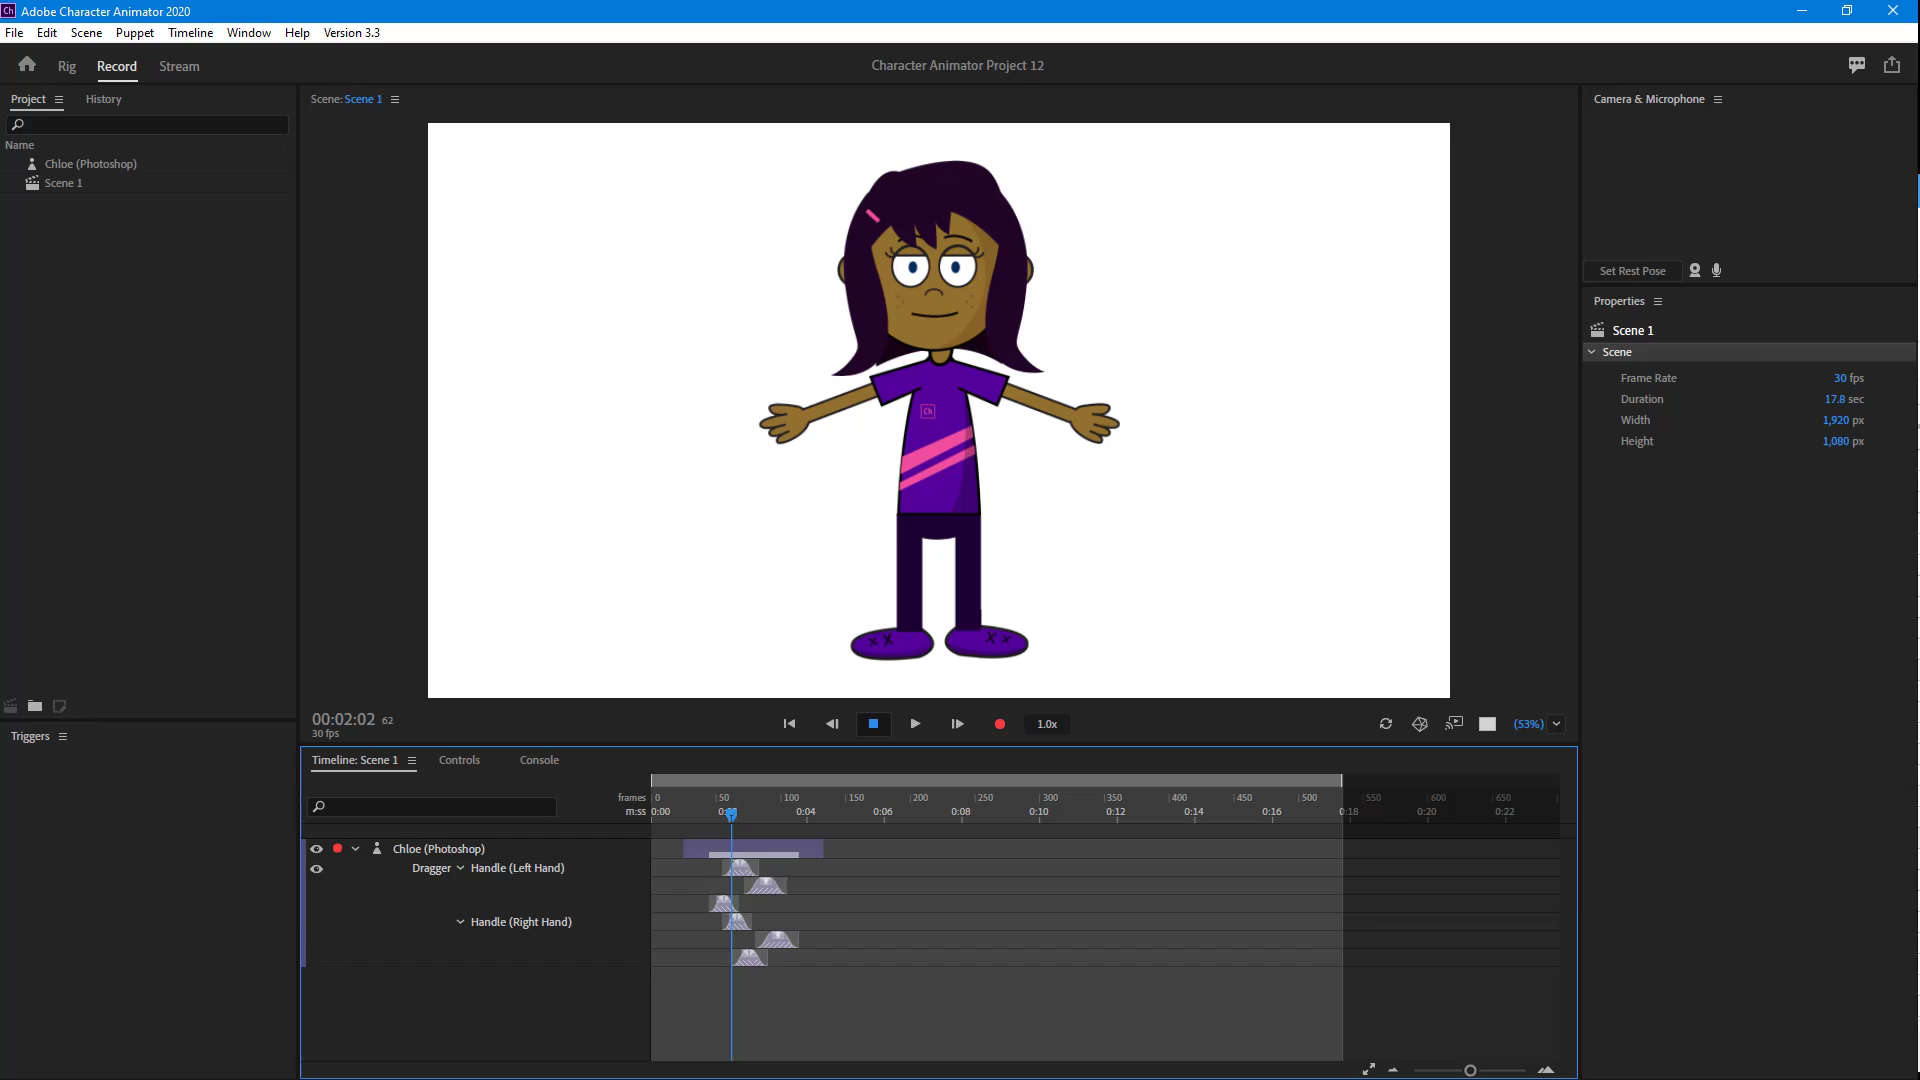 Ch Adobe Character Animator 2020
File Edit Scene Puppet Timeline Window Help Version 3.3
Rig Record Stream Character Animator Project 12
Project History
Scene: Scene 1
Camera & Microphone
Name
Chloe (Photoshop)
Scene 1
Set Rest Pose
Properties
Scene 1
Scene
Frame Rate 30 fps
Duration 17.8 sec
Width 1,920 px
Height 1,080 px
Ch
00:02:02 62
30 fps
1.0x
(53%)
Triggers
Timeline: Scene 1 Controls Console
frames 0 50 100 150 200 250 300 350 400 450 500 550 600 650
m:ss 0:00 0:04 0:06 0:08 0:10 0:12 0:14 0:16 0:18 0:20 0:22
Chloe (Photoshop)
Dragger Handle (Left Hand)
Handle (Right Hand)